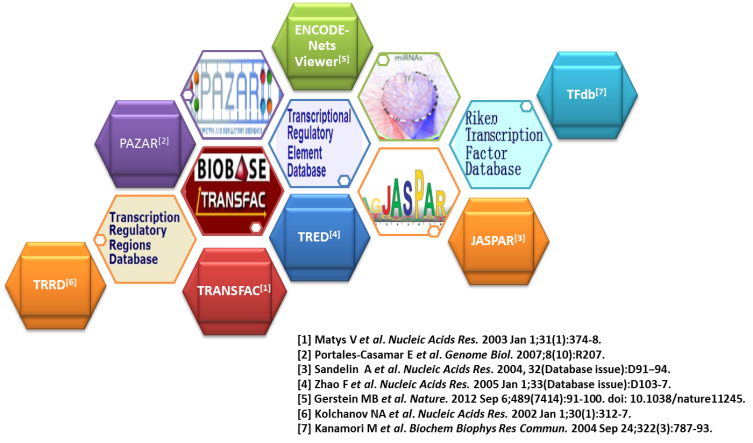 ENCODE-
Nets
Viewer[5]
miRNAs
TF
TFdb[7]
PAZAR
PAZAR[2]
Transcriptional
Regulatory
Element
Database
Riken
Transcription
Factor
Database
BIOBASE
TRANSFAC
JASPAR
Transcription
Regulatory
Regions
Database
TRED[4]
JASPAR[3]
TRRD[6]
TRANSFAC[1]
[1] Matys V et al. Nucleic Acids Res. 2003 Jan 1;31(1):374-8.
[2] Portales-Casamar E et al. Genome Biol. 2007;8(10):R207.
[3] Sandelin A et al. Nucleic Acids Res. 2004, 32(Database issue):D91–94.
[4] Zhao F et al. Nucleic Acids Res. 2005 Jan 1;33(Database issue):D103-7.
[5] Gerstein MB et al. Nature. 2012 Sep 6;489(7414):91-100. doi: 10.1038/nature11245.
[6] Kolchanov NA et al. Nucleic Acids Res. 2002 Jan 1;30(1):312-7.
[7] Kanamori M et al. Biochem Biophys Res Commun. 2004 Sep 24;322(3):787-93.